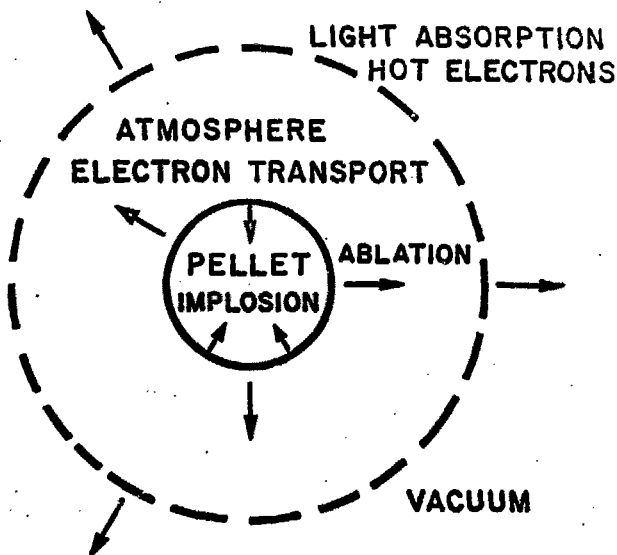 LIGHT ABSORPTION
HOT ELECTRONS
ATMOSPHERE
ELECTRON TRANSPORT
PELLET
IMPLOSION
ABLATION
VACUUM